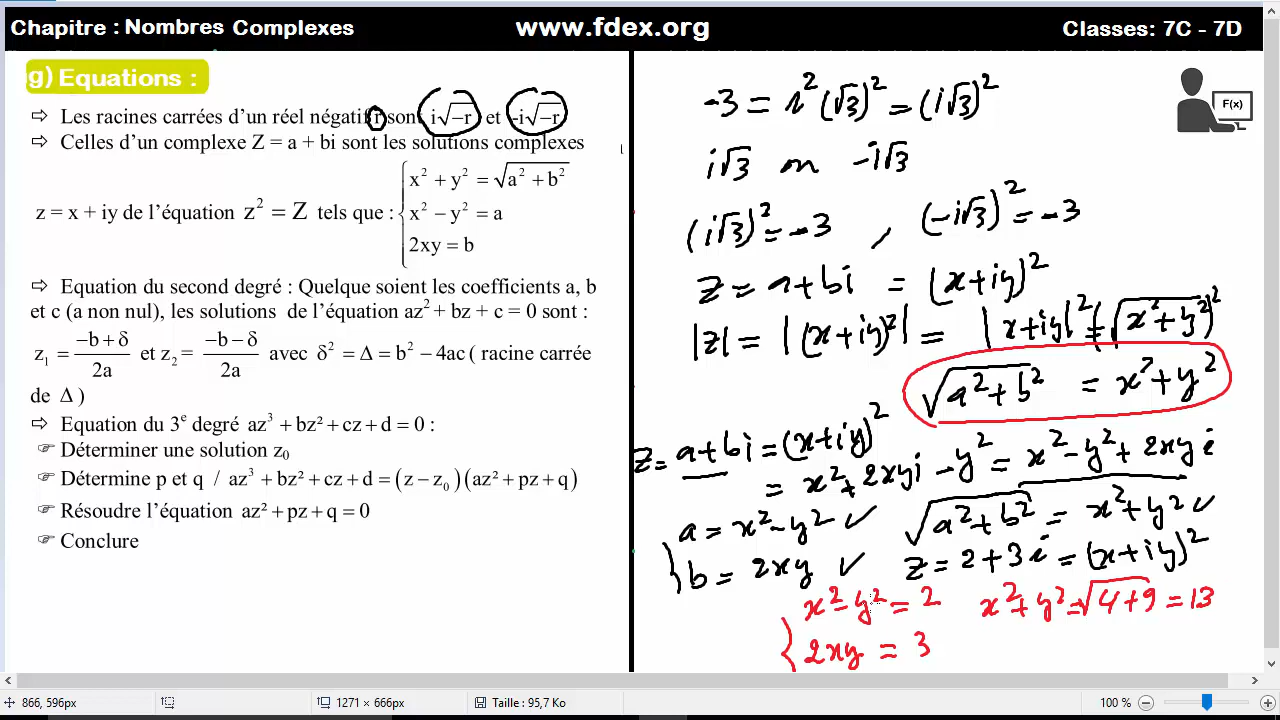 Chapitre : Nombres Complexes
www.fdex.org
Classes: 7C - 7D
g) Equations :
⇨ Les racines carrées d'un réel négatif r sont i√−r et -i√−r
⇨ Celles d'un complexe Z = a + bi sont les solutions complexes
z = x + iy de l'équation z² = Z tels que : { x² + y² = √a² + b²
x² − y² = a
2xy = b
⇨ Equation du second degré : Quelque soient les coefficients a, b
et c (a non nul), les solutions de l'équation az² + bz + c = 0 sont :
z₁ = (−b + δ)/2a et z₂ = (−b − δ)/2a avec δ² = Δ = b² − 4ac ( racine carrée
de Δ )
⇨ Equation du 3ᵉ degré az³ + bz² + cz + d = 0 :
☞ Déterminer une solution z₀
☞ Détermine p et q / az³ + bz² + cz + d = (z − z₀)(az² + pz + q)
☞ Résoudre l'équation az² + pz + q = 0
☞ Conclure
F(x)
-3 = i²(√3)² = (i√3)²
i√3 ou -i√3
(i√3)² = -3 , (-i√3)² = -3
Z = a+bi = (x+iy)²
|Z| = |(x+iy)²| = |x+iy|² = (√x²+y²)²
√a²+b² = x²+y²
Z = a+bi = (x+iy)²
= x²+2xyi - y² = x²-y²+2xyi
a = x²-y² ✓ √a²+b² = x²+y² ✓
b = 2xy ✓ Z = 2+3i = (x+iy)²
x²-y² = 2 x²+y² = √4+9 = 13
2xy = 3
866, 596px
1271 × 666px
Taille : 95,7 Ko
100 %